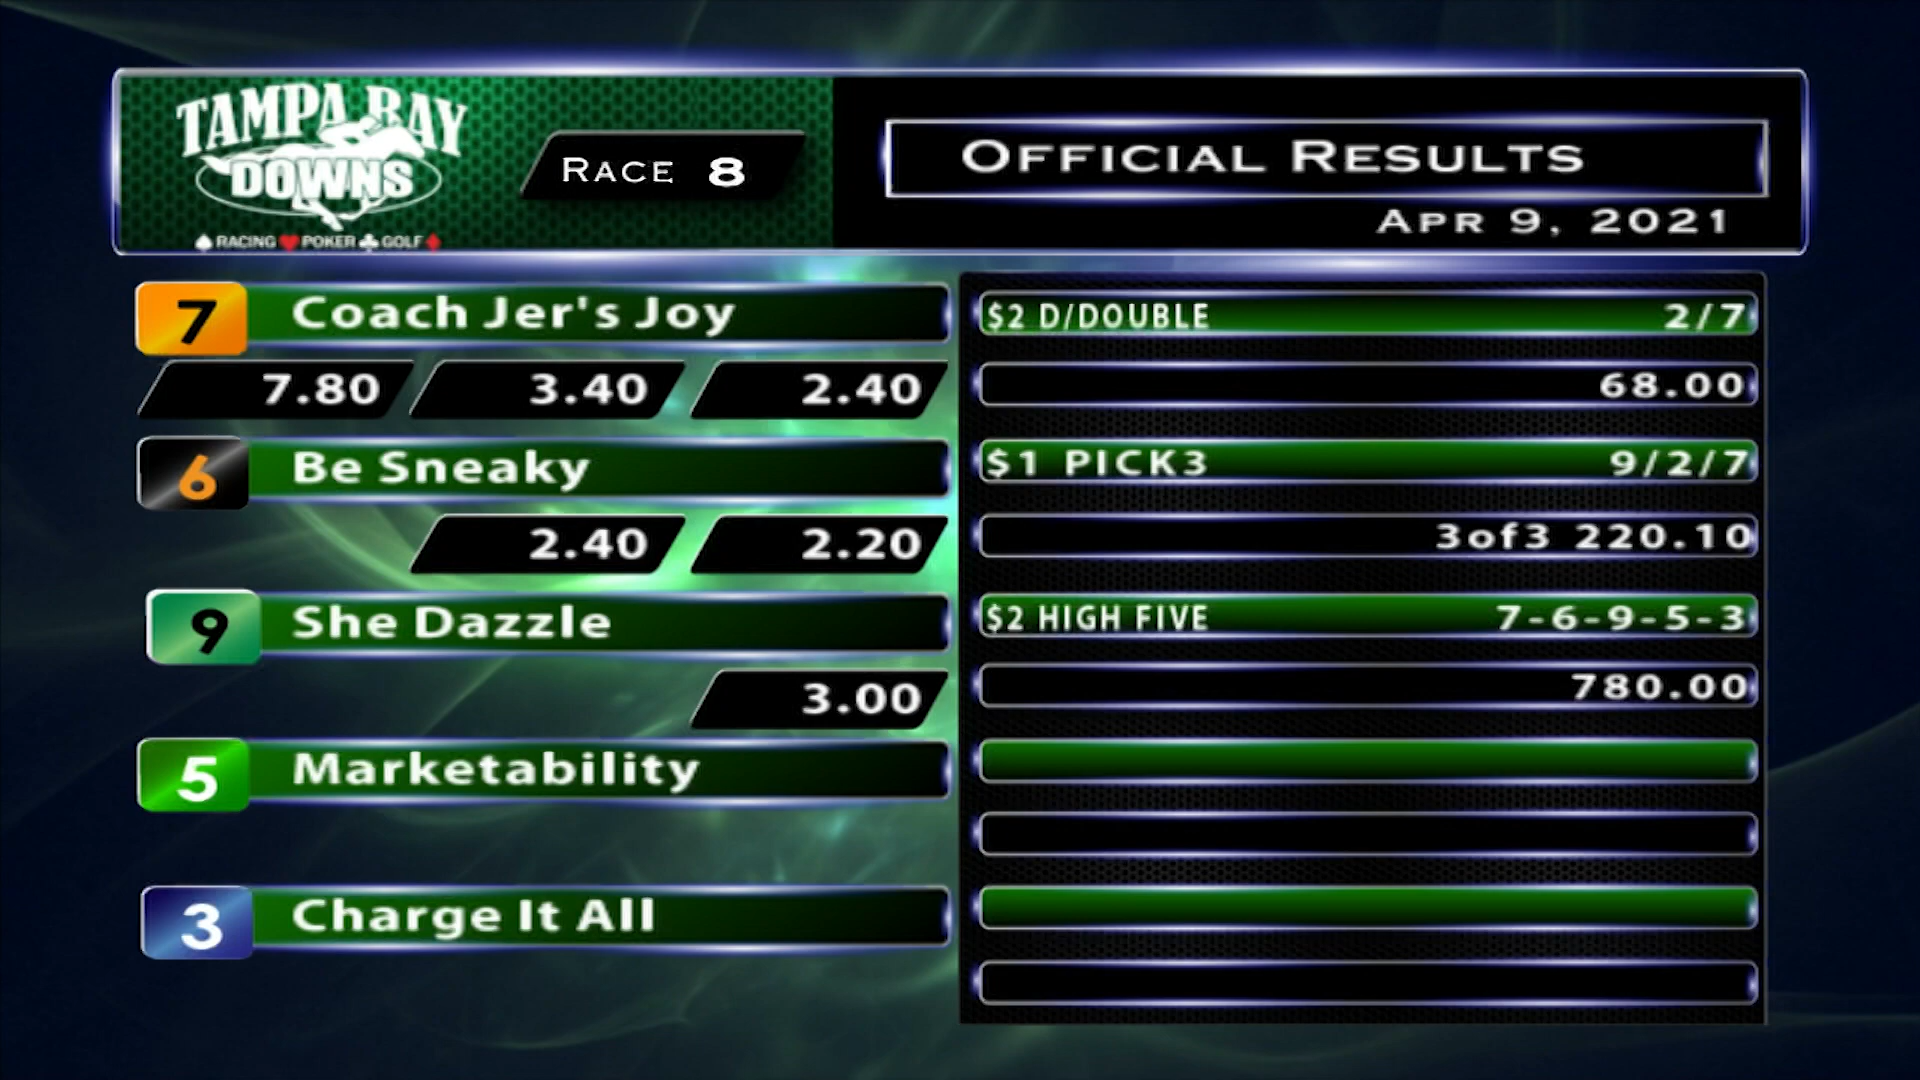 TAMPA BAY
DOWNS
RACING POKER GOLF
RACE 8
OFFICIAL RESULTS
APR 9, 2021
7 Coach Jer's Joy
7.80 3.40 2.40
6 Be Sneaky
2.40 2.20
9 She Dazzle
3.00
5 Marketability
3 Charge It All
$2 D/DOUBLE 2/7
68.00
$1 PICK3 9/2/7
3of3 220.10
$2 HIGH FIVE 7-6-9-5-3
780.00